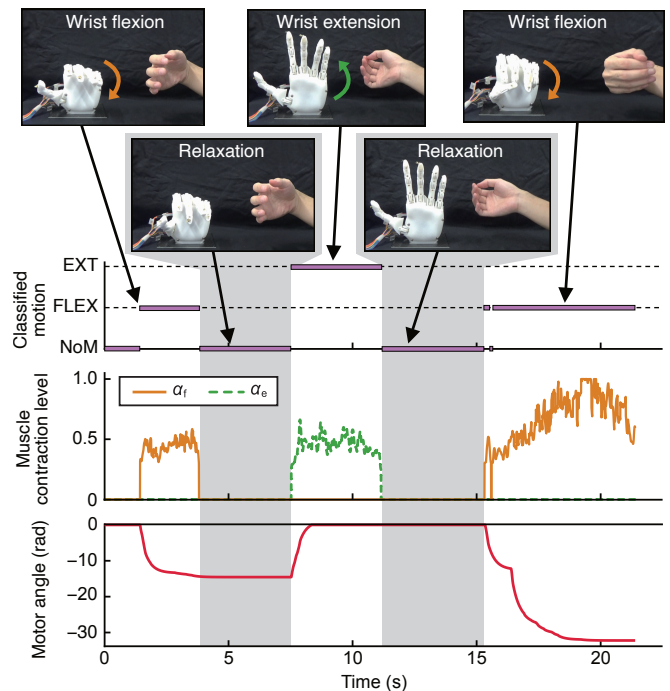 Wrist flexion
Wrist extension
Wrist flexion
Relaxation
Relaxation
EXT
FLEX
NoM
Classified
motion
1.0
0.5
0
αf
αe
Muscle
contraction level
0
−10
−20
−30
Motor angle (rad)
0
5
10
15
20
Time (s)